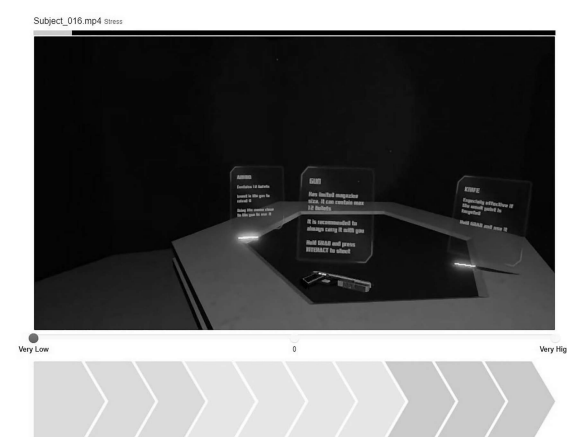 Subject_016.mp4 Stress
AMMO
Contains 12 bullets
GUN
Has limited magazine
size. It can contain max
12 bullets
It is recommended to
always carry it with you
Hold GRAB and press
INTERACT to shoot
KNIFE
Especially effective if
the weak point is
targeted
Hold GRAB and use it
Very Low
0
Very Hig